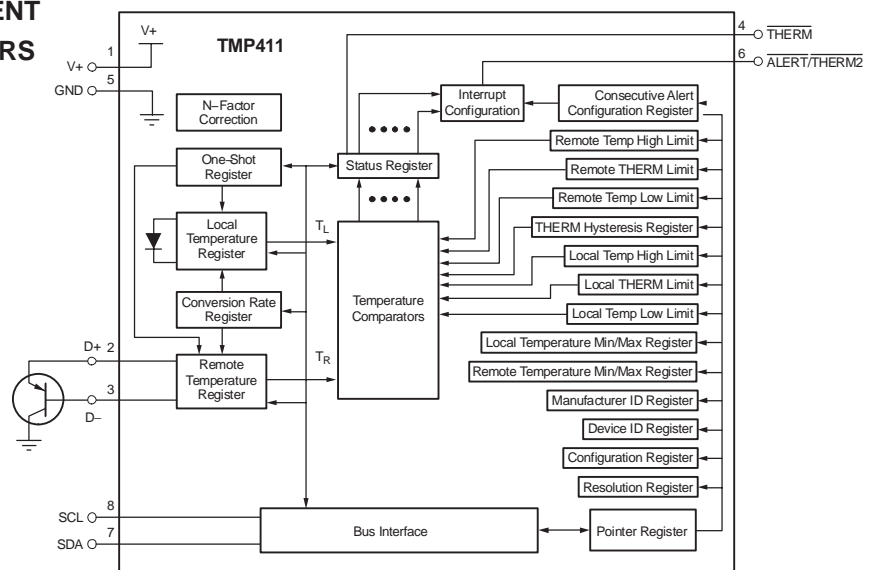 ENT
RS
TMP411
V+
1
V+
5
GND
4
THERM
6
ALERT/THERM2
N–Factor
Correction
Interrupt
Configuration
Consecutive Alert
Configuration Register
One–Shot
Register
Status Register
Remote Temp High Limit
Remote THERM Limit
Remote Temp Low Limit
THERM Hysteresis Register
Local Temp High Limit
Local THERM Limit
Local Temp Low Limit
Local Temperature Min/Max Register
Remote Temperature Min/Max Register
Manufacturer ID Register
Device ID Register
Configuration Register
Resolution Register
Local
Temperature
Register
TL
Temperature
Comparators
Conversion Rate
Register
D+ 2
Remote
Temperature
Register
TR
3
D–
8
SCL
7
SDA
Bus Interface
Pointer Register